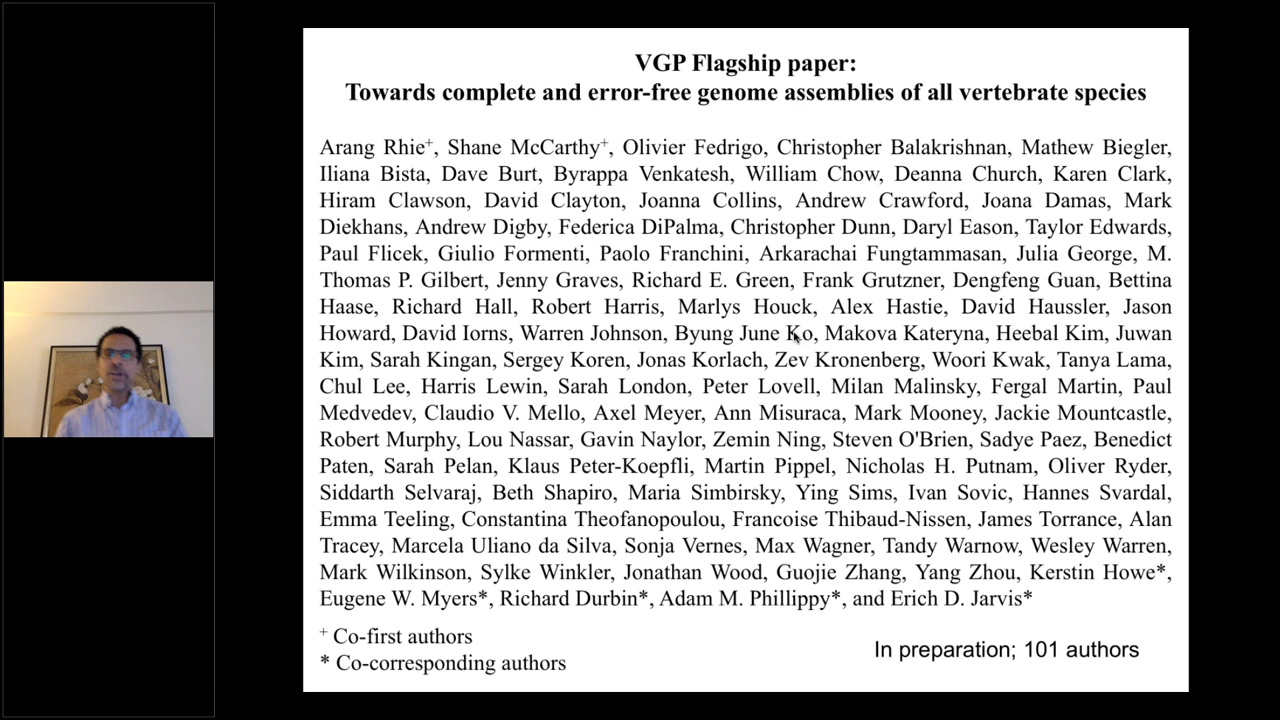 VGP Flagship paper:
Towards complete and error-free genome assemblies of all vertebrate species
Arang Rhie+, Shane McCarthy+, Olivier Fedrigo, Christopher Balakrishnan, Mathew Biegler,
Iliana Bista, Dave Burt, Byrappa Venkatesh, William Chow, Deanna Church, Karen Clark,
Hiram Clawson, David Clayton, Joanna Collins, Andrew Crawford, Joana Damas, Mark
Diekhans, Andrew Digby, Federica DiPalma, Christopher Dunn, Daryl Eason, Taylor Edwards,
Paul Flicek, Giulio Formenti, Paolo Franchini, Arkarachai Fungtammasan, Julia George, M.
Thomas P. Gilbert, Jenny Graves, Richard E. Green, Frank Grutzner, Dengfeng Guan, Bettina
Haase, Richard Hall, Robert Harris, Marlys Houck, Alex Hastie, David Haussler, Jason
Howard, David Iorns, Warren Johnson, Byung June Ko, Makova Kateryna, Heebal Kim, Juwan
Kim, Sarah Kingan, Sergey Koren, Jonas Korlach, Zev Kronenberg, Woori Kwak, Tanya Lama,
Chul Lee, Harris Lewin, Sarah London, Peter Lovell, Milan Malinsky, Fergal Martin, Paul
Medvedev, Claudio V. Mello, Axel Meyer, Ann Misuraca, Mark Mooney, Jackie Mountcastle,
Robert Murphy, Lou Nassar, Gavin Naylor, Zemin Ning, Steven O'Brien, Sadye Paez, Benedict
Paten, Sarah Pelan, Klaus Peter-Koepfli, Martin Pippel, Nicholas H. Putnam, Oliver Ryder,
Siddarth Selvaraj, Beth Shapiro, Maria Simbirsky, Ying Sims, Ivan Sovic, Hannes Svardal,
Emma Teeling, Constantina Theofanopoulou, Francoise Thibaud-Nissen, James Torrance, Alan
Tracey, Marcela Uliano da Silva, Sonja Vernes, Max Wagner, Tandy Warnow, Wesley Warren,
Mark Wilkinson, Sylke Winkler, Jonathan Wood, Guojie Zhang, Yang Zhou, Kerstin Howe*,
Eugene W. Myers*, Richard Durbin*, Adam M. Phillippy*, and Erich D. Jarvis*
+ Co-first authors
* Co-corresponding authors
In preparation; 101 authors